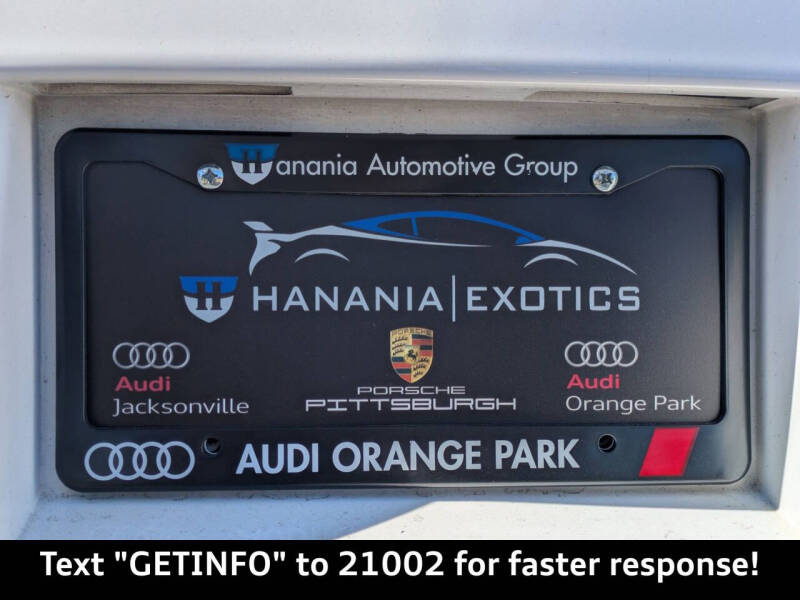 Hanania Automotive Group
H HANANIA|EXOTICS
PORSCHE
Audi
Jacksonville
PORSCHE
PITTSBURGH
Audi
Orange Park
AUDI ORANGE PARK
Text "GETINFO" to 21002 for faster response!